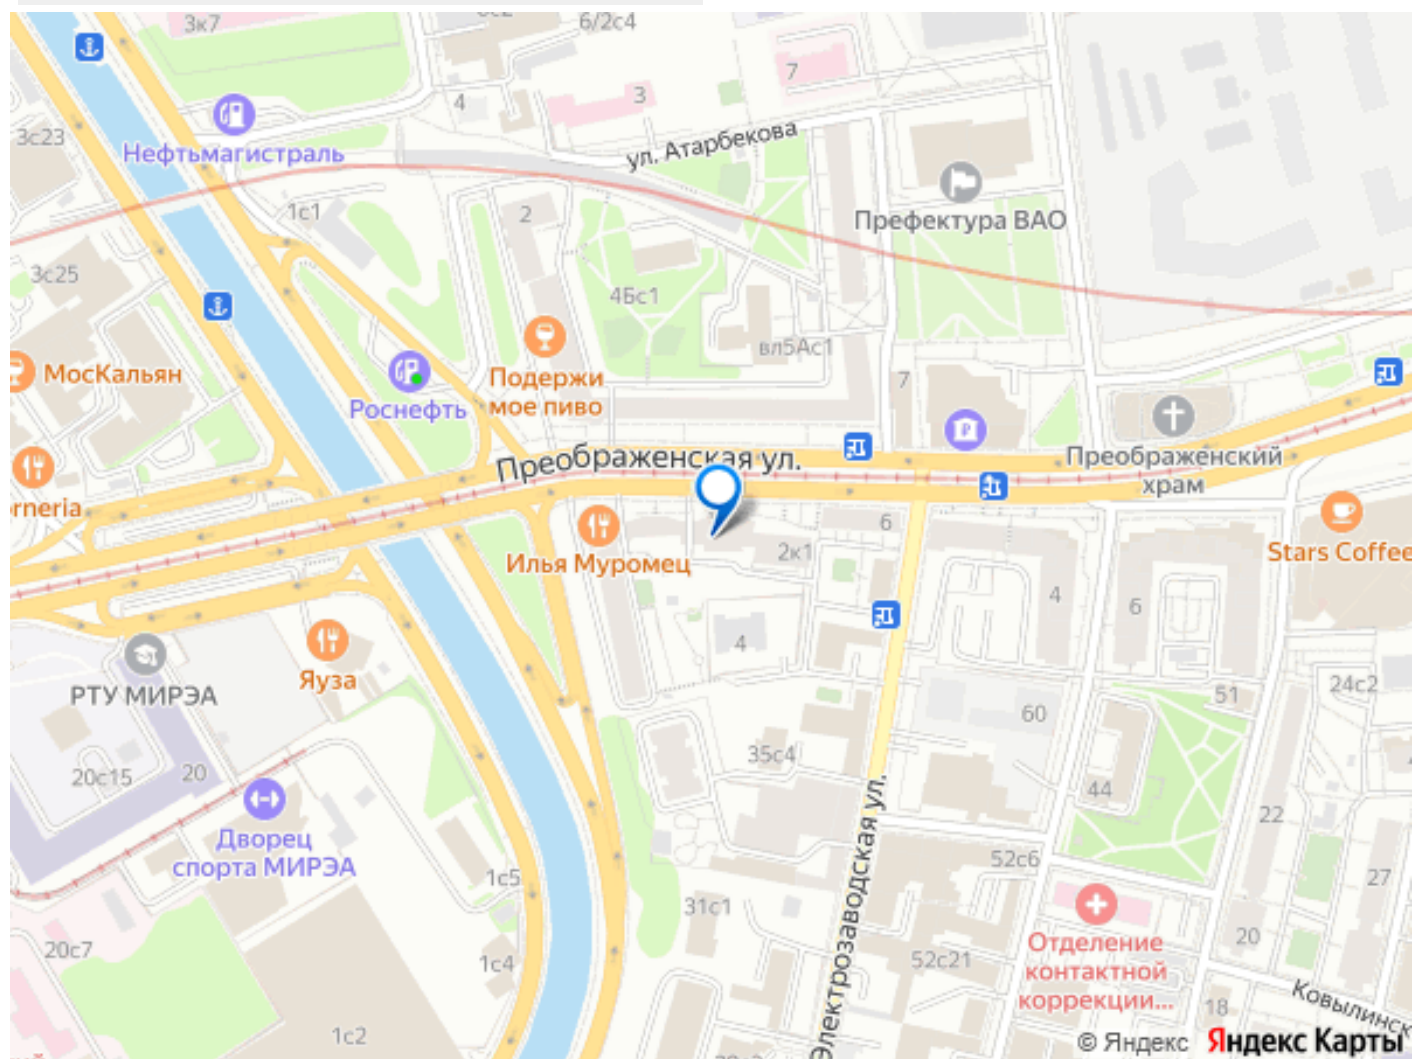 3к7
6/2с4
7
4
3
3с23
Нефтьмагистраль
ул. Атарбекова
Префектура ВАО
1с1
2
3с25
4Бс1
вл5Ас1
МосКальян
Роснефть
Подержи
мое пиво
7
Преображенская ул.
Преображенский
храм
rneria
6
Илья Муромец
2к1
Stars Coffee
4
6
4
РТУ МИРЭА
Яуза
51
24с2
60
35с4
20с15
20
44
22
Дворец
спорта МИРЭА
Электрозаводская ул.
52с6
1с5
27
31с1
Отделение
контактной
коррекции...
20
20с7
1с4
52с21
18
Ковылинск
1с2
© Яндекс Яндекс Карты